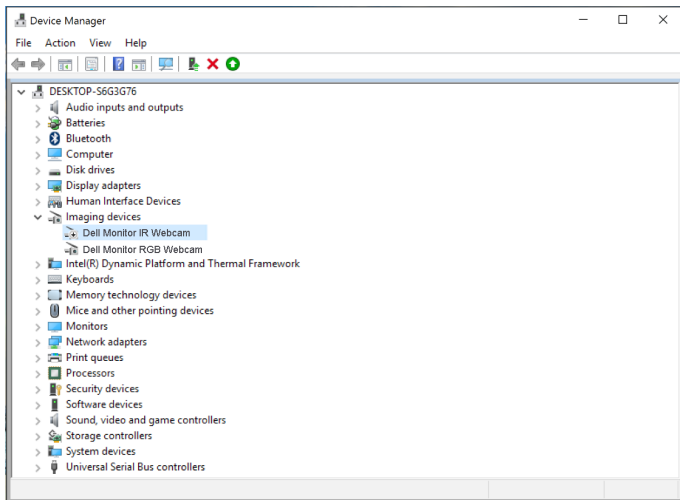 Device Manager
File Action View Help
DESKTOP-S6G3G76
Audio inputs and outputs
Batteries
Bluetooth
Computer
Disk drives
Display adapters
Human Interface Devices
Imaging devices
Dell Monitor IR Webcam
Dell Monitor RGB Webcam
Intel(R) Dynamic Platform and Thermal Framework
Keyboards
Memory technology devices
Mice and other pointing devices
Monitors
Network adapters
Print queues
Processors
Security devices
Software devices
Sound, video and game controllers
Storage controllers
System devices
Universal Serial Bus controllers